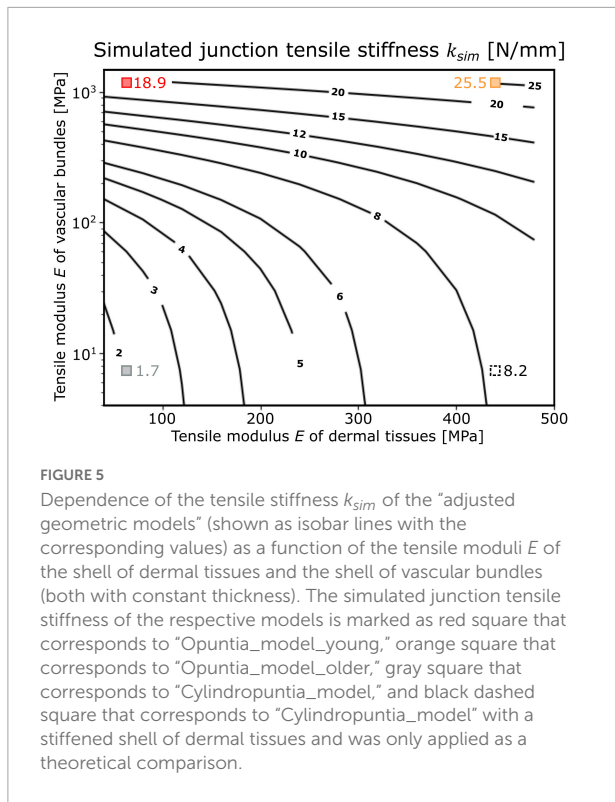 Simulated junction tensile stiffness k_sim [N/mm]
Tensile modulus E of vascular bundles [MPa]
10³
10²
10¹
18.9
25.5
25
20
20
15
15
12
10
8
4
3
6
2
5
1.7
8.2
100 200 300 400 500
Tensile modulus E of dermal tissues [MPa]
FIGURE 5
Dependence of the tensile stiffness k_sim of the “adjusted
geometric models” (shown as isobar lines with the
corresponding values) as a function of the tensile moduli E of
the shell of dermal tissues and the shell of vascular bundles
(both with constant thickness). The simulated junction tensile
stiffness of the respective models is marked as red square that
corresponds to “Opuntia_model_young,” orange square that
corresponds to “Opuntia_model_older,” gray square that
corresponds to “Cylindropuntia_model,” and black dashed
square that corresponds to “Cylindropuntia_model” with a
stiffened shell of dermal tissues and was only applied as a
theoretical comparison.